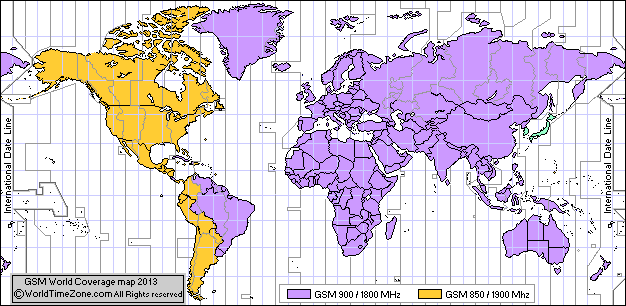 International Date Line
International Date Line
GSM World Coverage map 2013
©WorldTimeZone.com All Rights reserved
GSM 900 / 1800 MHz
GSM 850 / 1900 Mhz